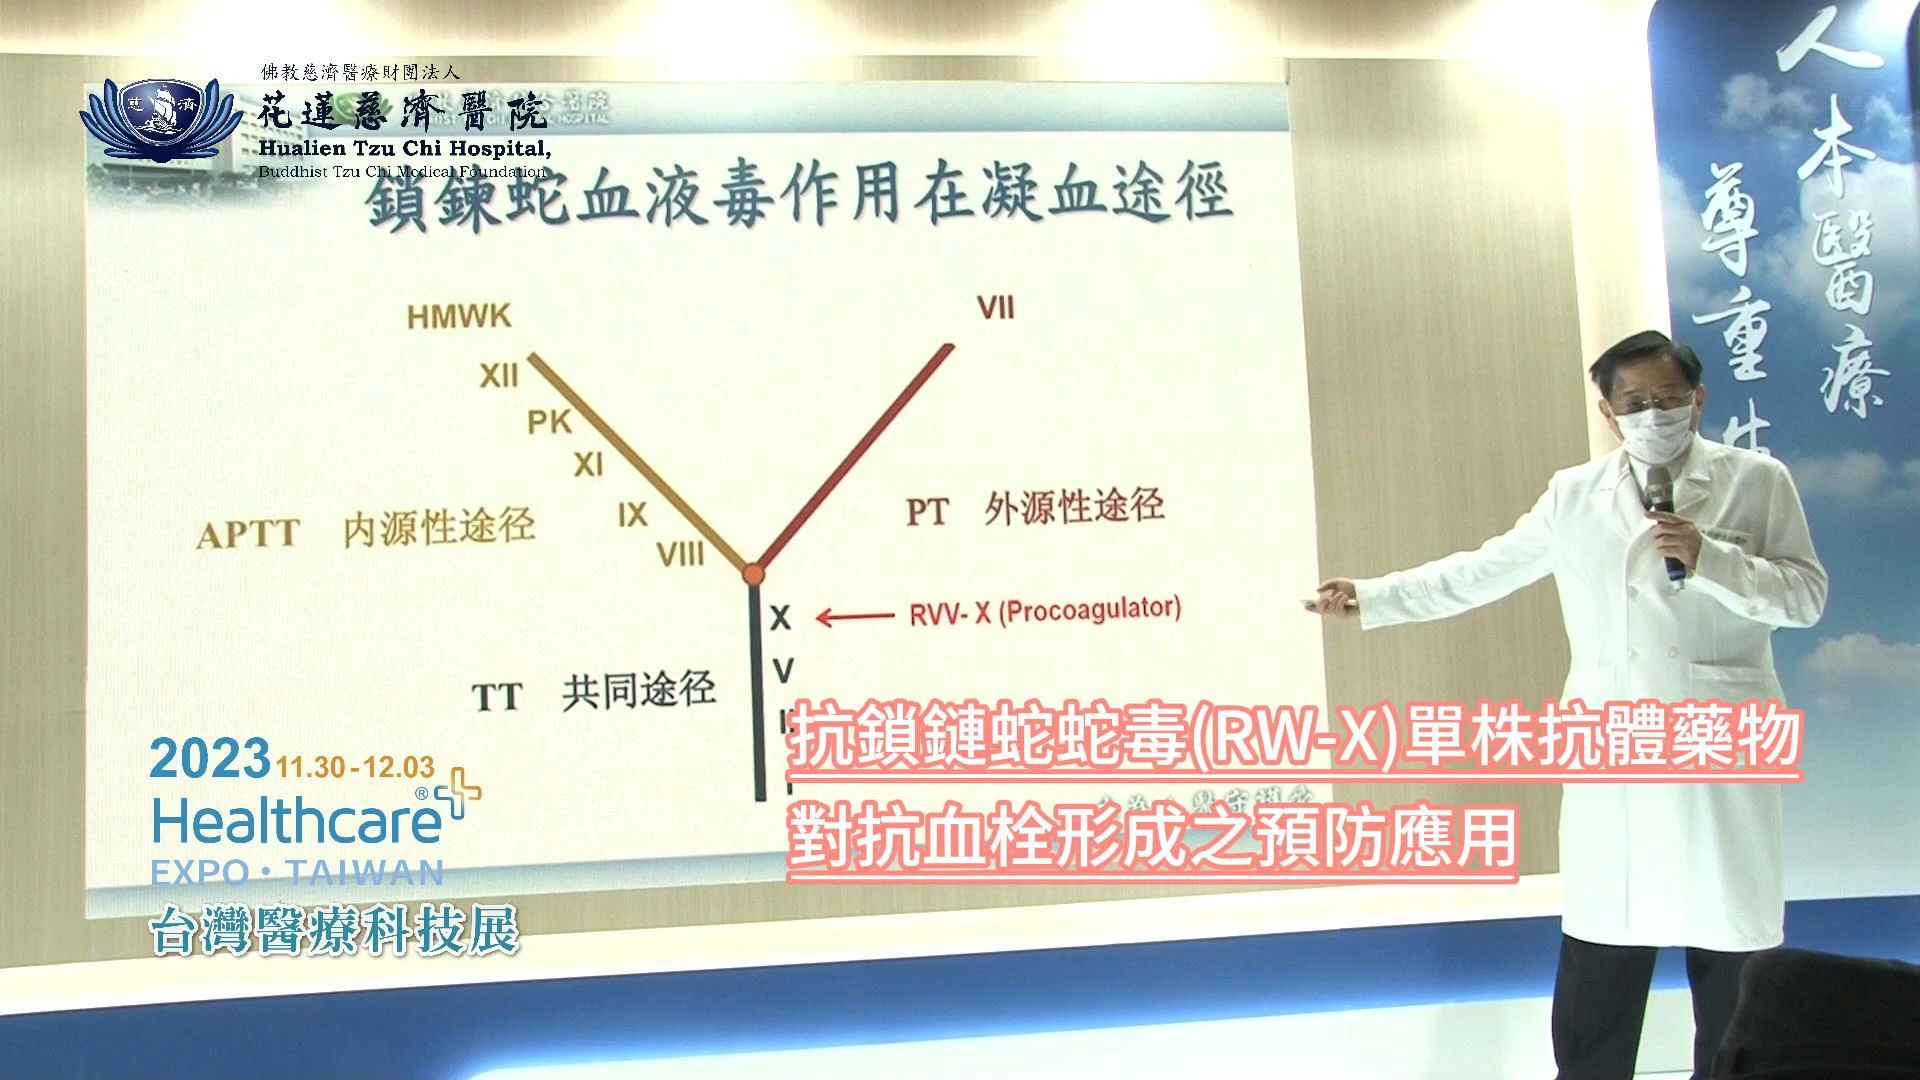 佛教慈濟醫療財團法人
花蓮慈濟醫院
Hualien Tzu Chi Hospital,
Buddhist Tzu Chi Medical Foundation
鎖鍊蛇血液毒作用在凝血途徑
HMWK
VII
XII
PK
XI
IX
VIII
APTT 内源性途径
PT 外源性途径
X
RVV- X (Procoagulator)
V
TT 共同途径
抗鎖鏈蛇蛇毒(RW-X)單株抗體藥物
對抗血栓形成之預防應用
2023 11.30-12.03
Healthcare®
EXPO · TAIWAN
台灣醫療科技展
人本醫療
尊重生